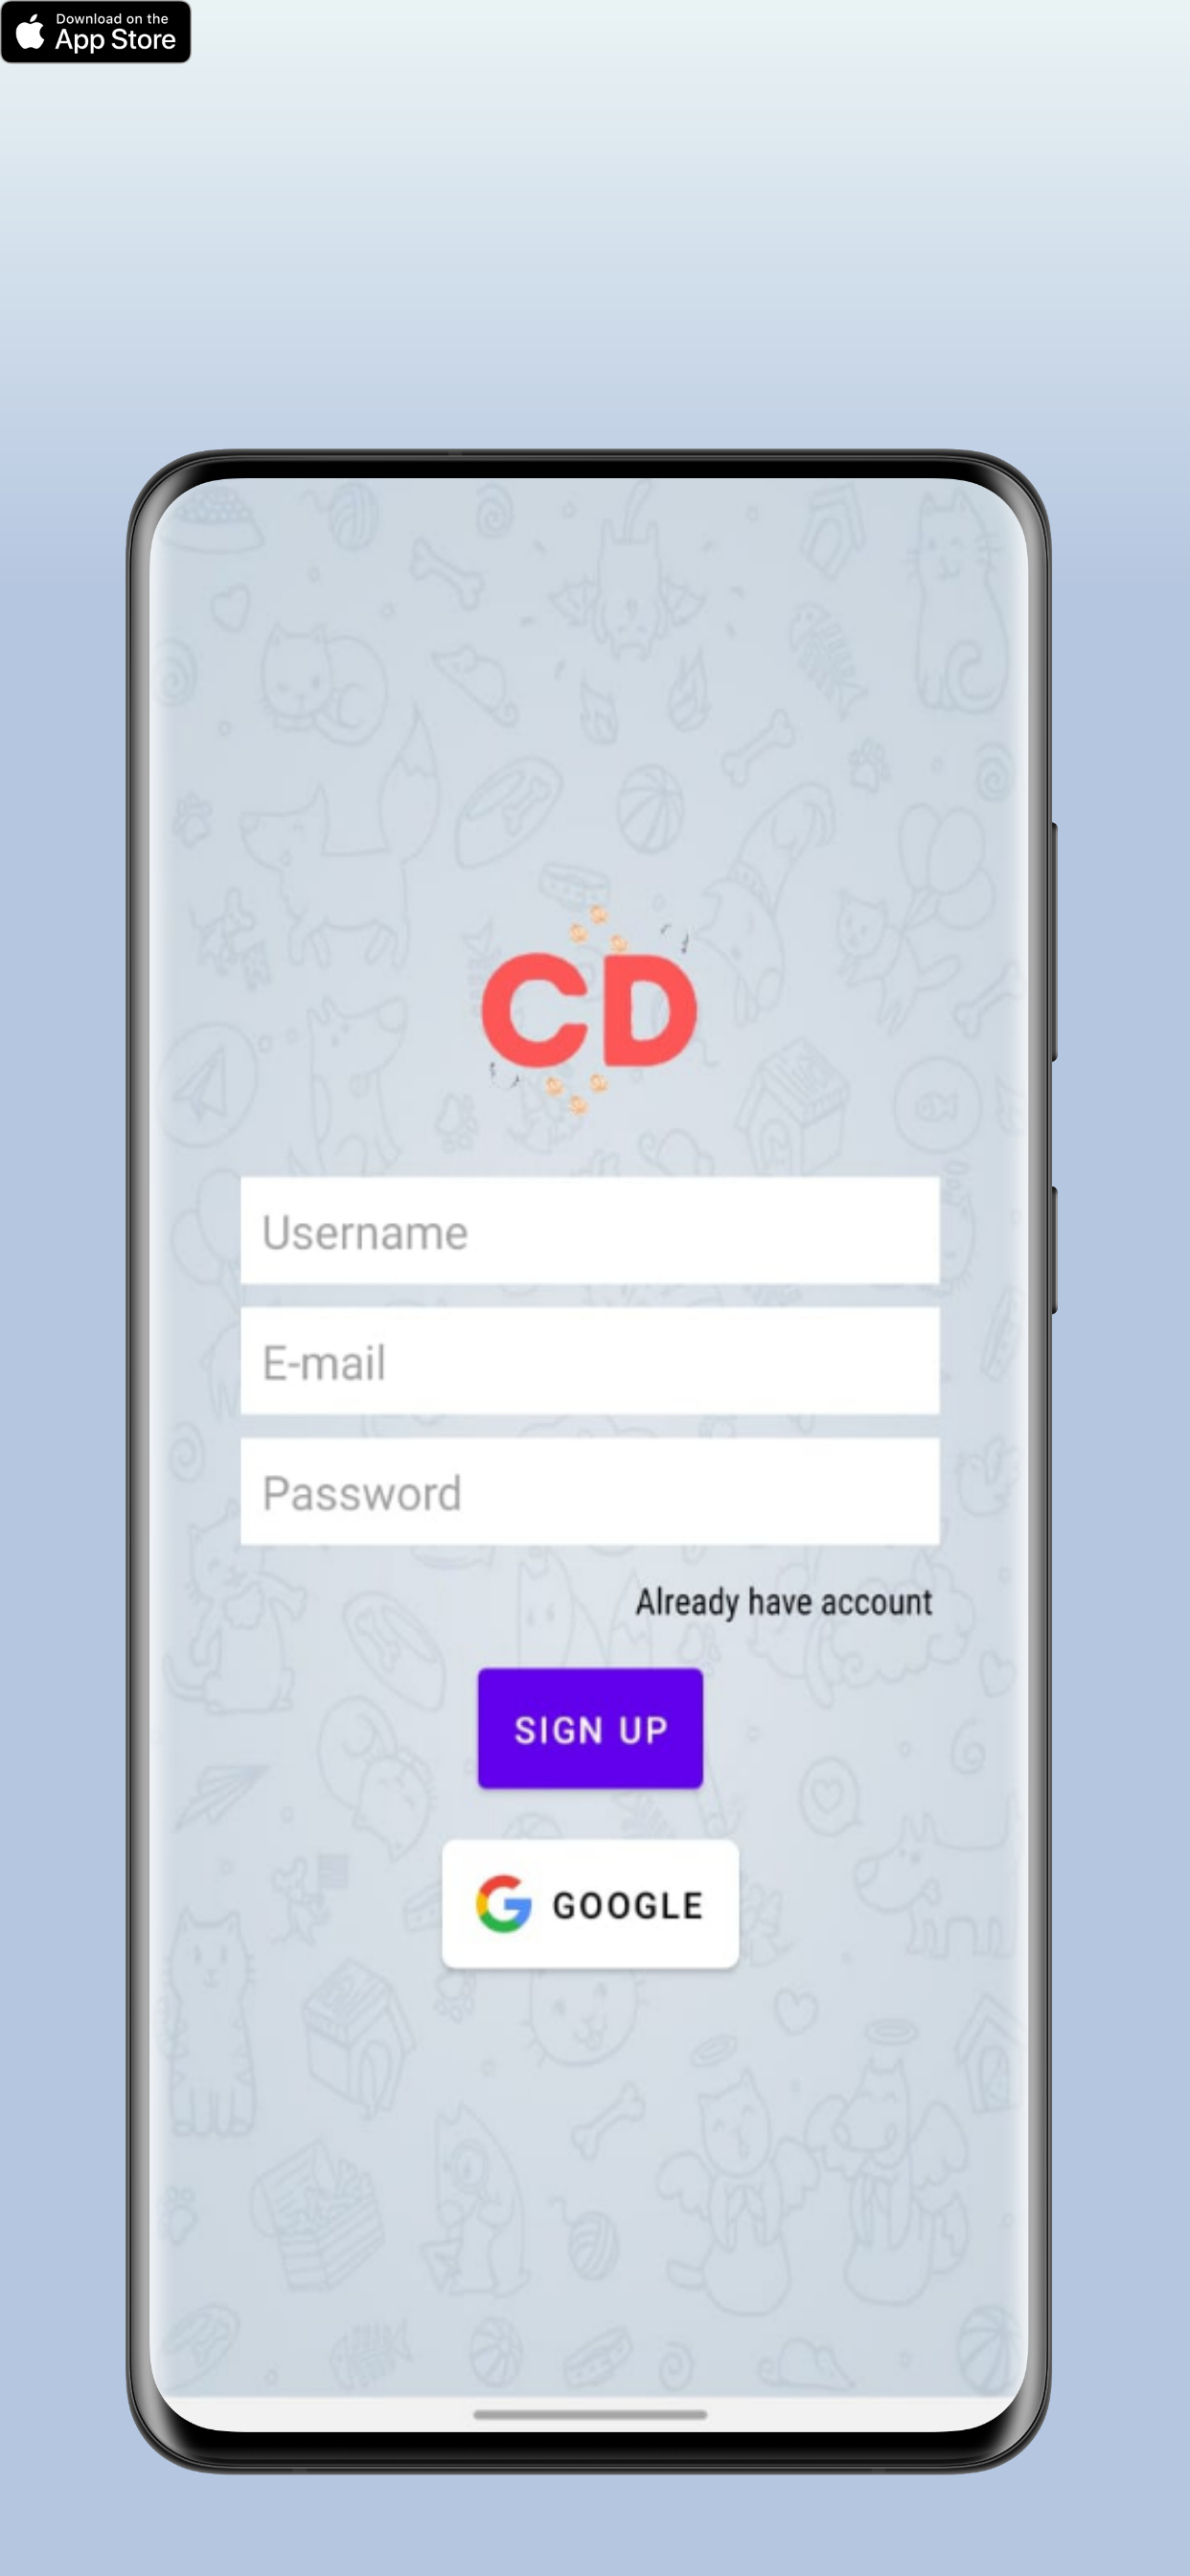 Download on the
App Store
CD
Username
E-mail
Password
Already have account
SIGN UP
GOOGLE